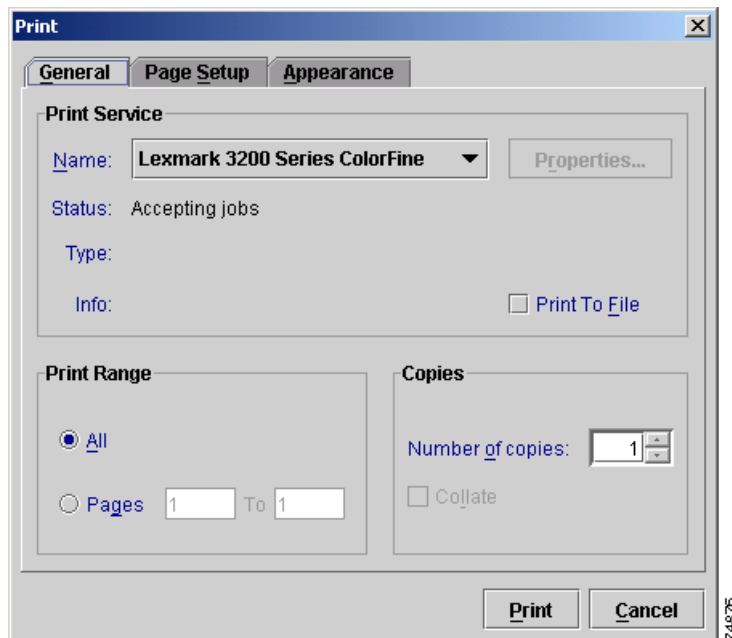 Print
General Page Setup Appearance
Print Service
Name: Lexmark 3200 Series ColorFine Properties...
Status: Accepting jobs
Type:
Info: Print To File
Print Range
All
Pages 1 To 1
Copies
Number of copies: 1
Collate
Print Cancel
74876